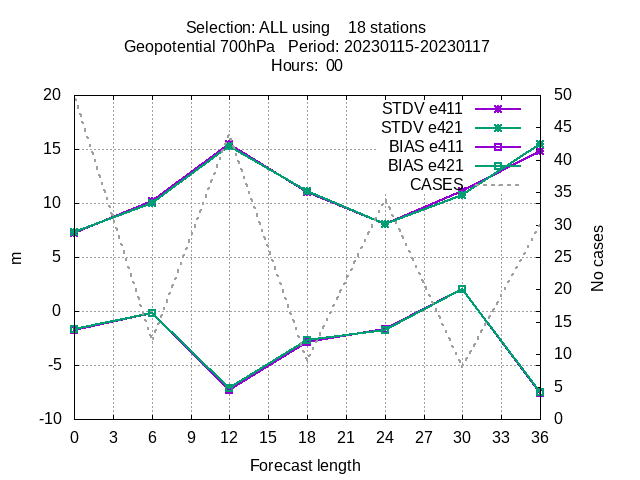 Selection: ALL using 18 stations
Geopotential 700hPa Period: 20230115-20230117
Hours: 00
STDV e411
STDV e421
BIAS e411
BIAS e421
CASES
20
15
10
5
0
-5
-10
m
50
45
40
35
30
25
20
15
10
5
0
No cases
0 3 6 9 12 15 18 21 24 27 30 33 36
Forecast length